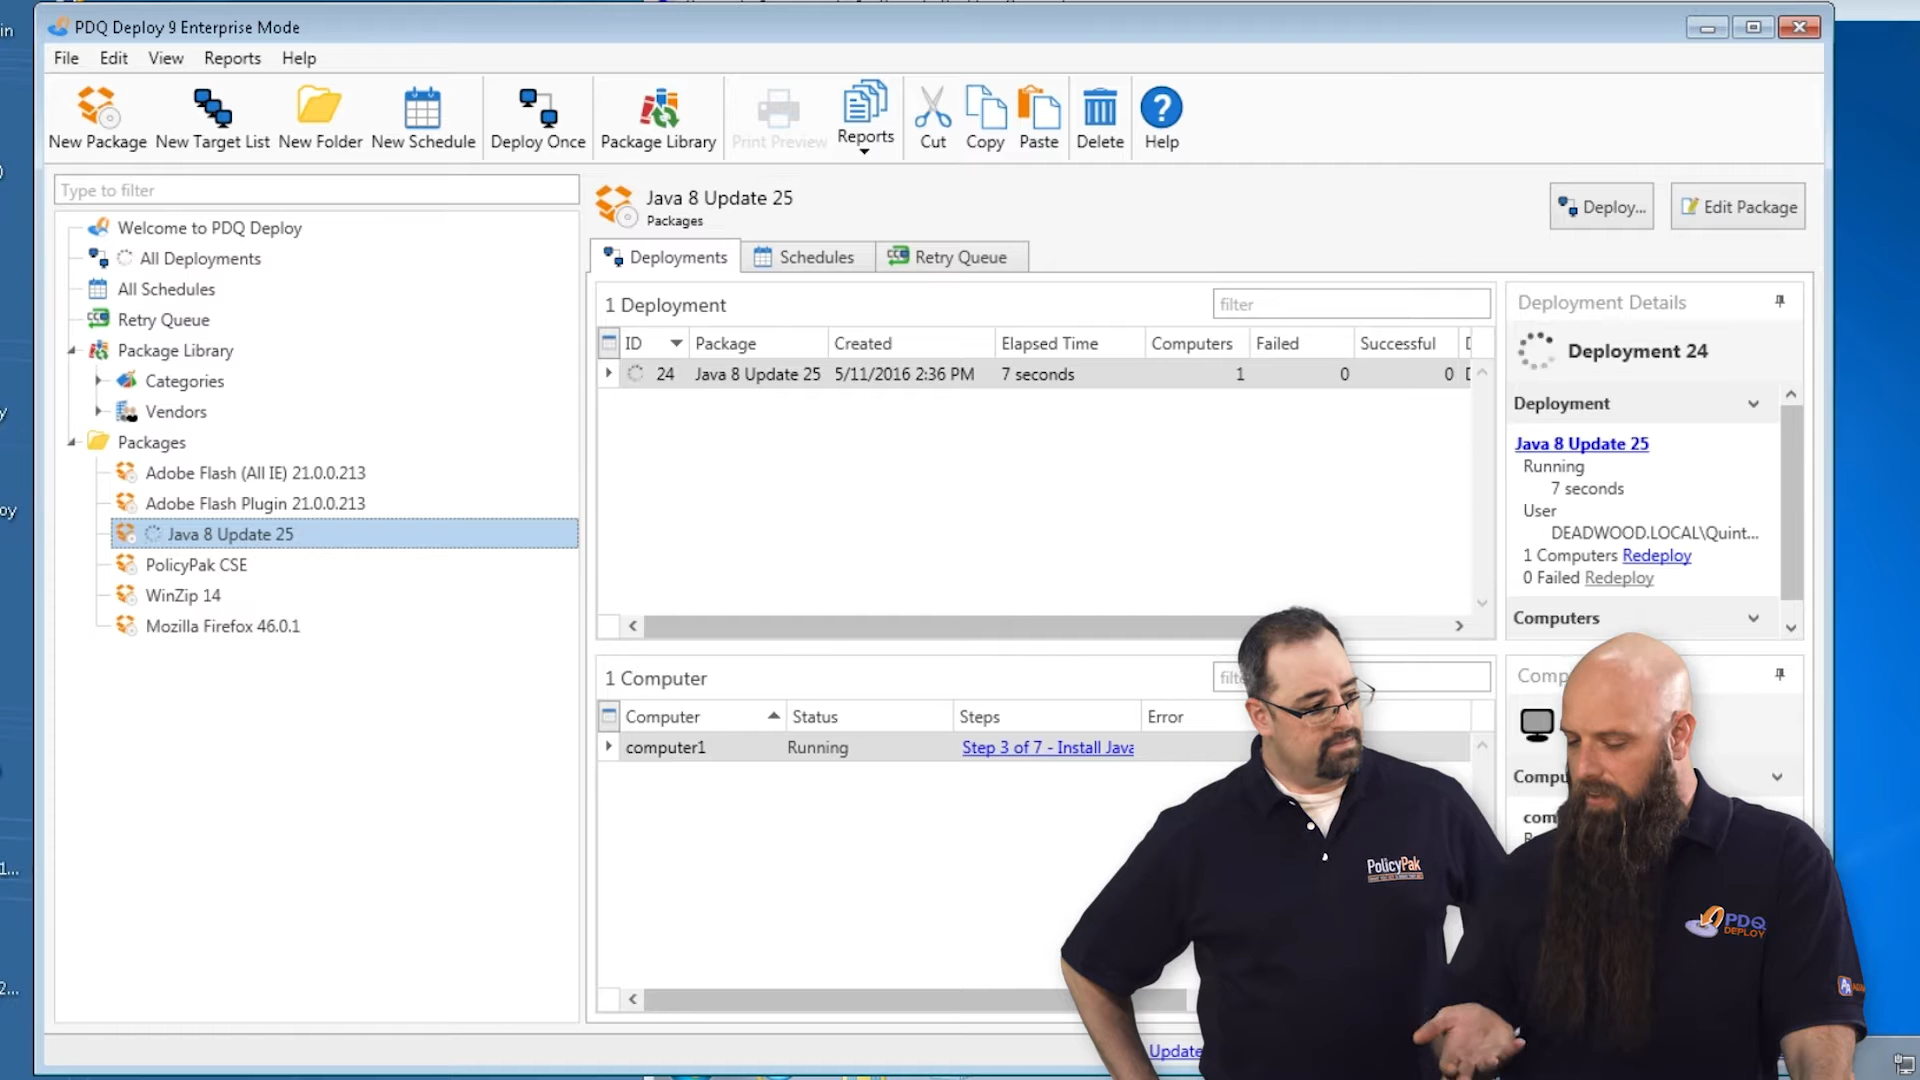 PDQ Deploy 9 Enterprise Mode
File Edit View Reports Help
New Package New Target List New Folder New Schedule Deploy Once Package Library Print Preview Reports Cut Copy Paste Delete Help
Type to filter
Welcome to PDQ Deploy
All Deployments
All Schedules
Retry Queue
Package Library
Categories
Vendors
Packages
Adobe Flash (All IE) 21.0.0.213
Adobe Flash Plugin 21.0.0.213
Java 8 Update 25
PolicyPak CSE
WinZip 14
Mozilla Firefox 46.0.1
Java 8 Update 25
Packages
Deploy... Edit Package
Deployments Schedules Retry Queue
1 Deployment filter
ID Package Created Elapsed Time Computers Failed Successful
24 Java 8 Update 25 5/11/2016 2:36 PM 7 seconds 1 0 0
Deployment Details
Deployment 24
Deployment
Java 8 Update 25
Running
7 seconds
User
DEADWOOD.LOCAL\Quint...
1 Computers Redeploy
0 Failed Redeploy
Computers
1 Computer
Computer Status Steps Error
computer1 Running Step 3 of 7 - Install Java
PolicyPak
PDQ
DEPLOY
Update